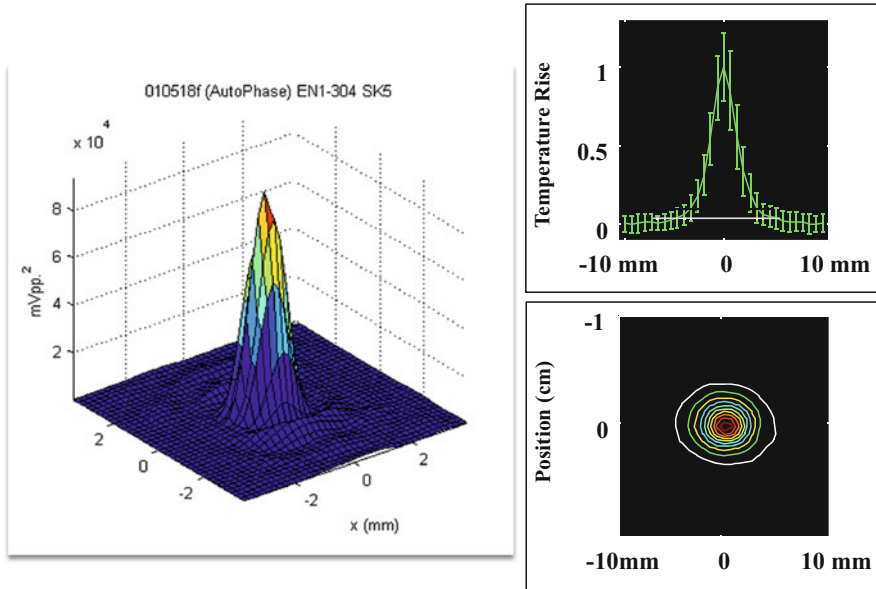 010518f (AutoPhase) EN1-304 SK5
x 10^4
8
6
4
2
mVpp.^2
2
0
-2
-2
0
2
x (mm)
Temperature Rise
1
0.5
0
-10 mm 0 10 mm
Position (cm)
-1
0
-10mm 0 10 mm